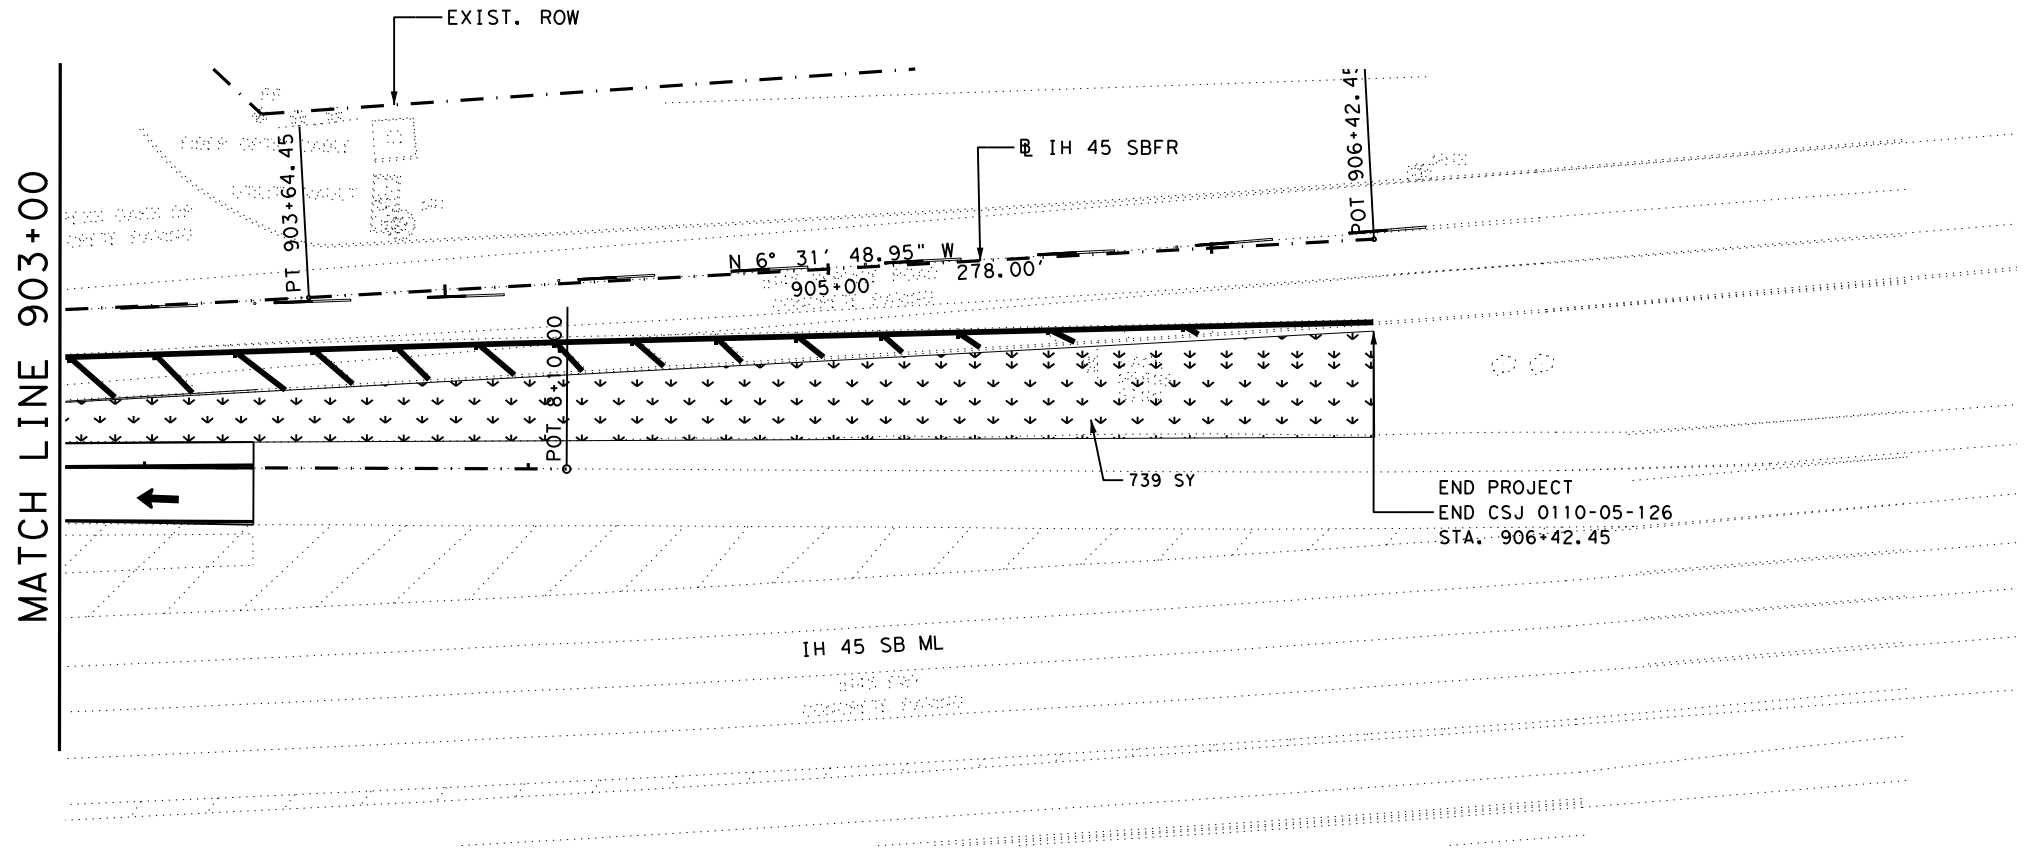 EXIST. ROW
MATCH LINE 903+00
PT 903+64.45
BL IH 45 SBFR
POT 906+42.45
N 6° 31' 48.95" W
278.00'
905+00
POT 8+10.00
739 SY
END PROJECT
END CSJ 0110-05-126
STA. 906+42.45
IH 45 SB ML